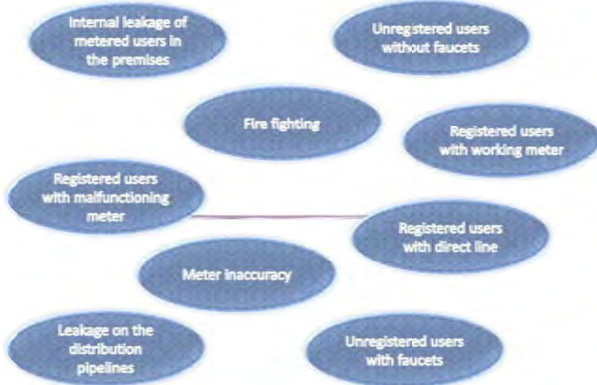 Internal leakage of
metered users in
the premises
Unregistered users
without faucets
Fire fighting
Registered users
with working meter
Registered users
with malfunctioning
meter
Registered users
with direct line
Meter inaccuracy
Leakage on the
distribution
pipelines
Unregistered users
with faucets